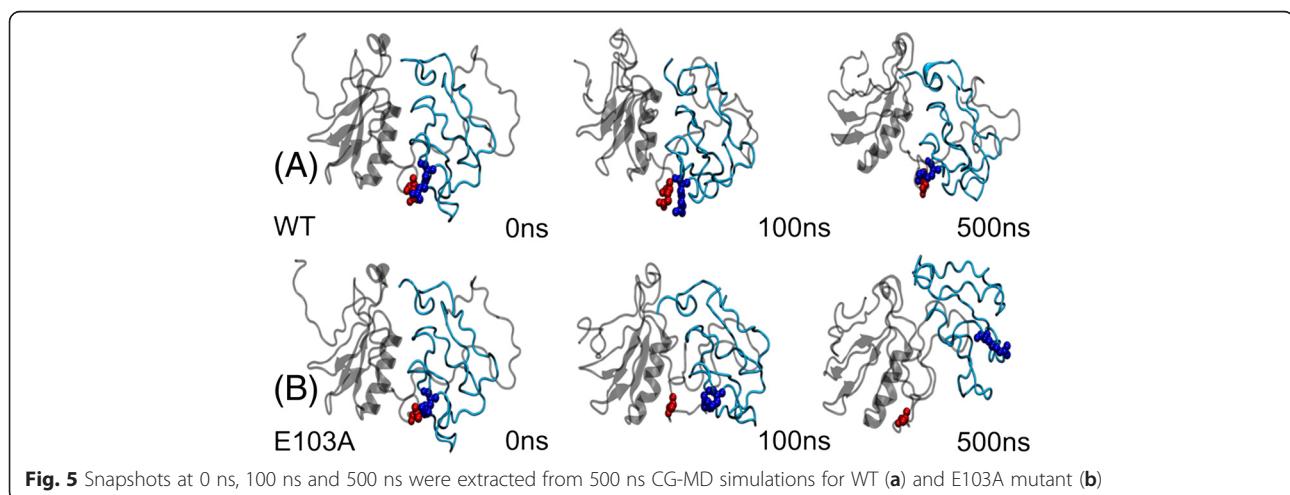 (A)
WT
0ns
100ns
500ns
(B)
E103A
0ns
100ns
500ns
Fig. 5 Snapshots at 0 ns, 100 ns and 500 ns were extracted from 500 ns CG-MD simulations for WT (a) and E103A mutant (b)